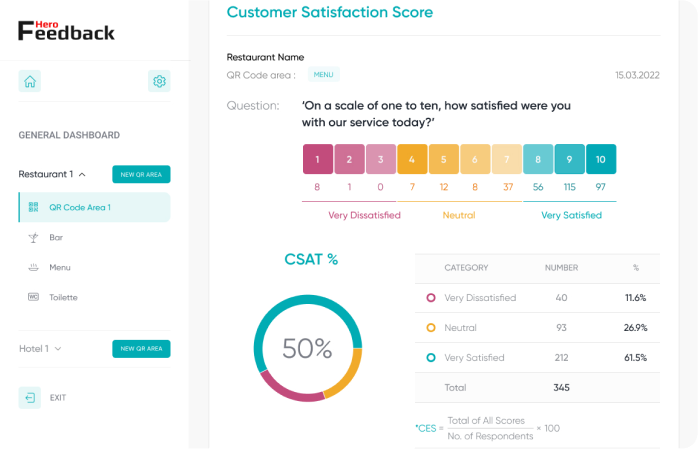 Hero
Feedback
GENERAL DASHBOARD
Restaurant 1
NEW QR AREA
QR Code Area 1
Bar
Menu
Toilette
Hotel 1
NEW QR AREA
EXIT
Customer Satisfaction Score
Restaurant Name
QR Code area : MENU 15.03.2022
Question: ‘On a scale of one to ten, how satisfied were you
with our service today?’
1 2 3 4 5 6 7 8 9 10
8 1 0 7 12 8 37 56 115 97
Very Dissatisfied Neutral Very Satisfied
CSAT %
50%
CATEGORY NUMBER %
Very Dissatisfied 40 11.6%
Neutral 93 26.9%
Very Satisfied 212 61.5%
Total 345
*CES = Total of All Scores × 100
No. of Respondents